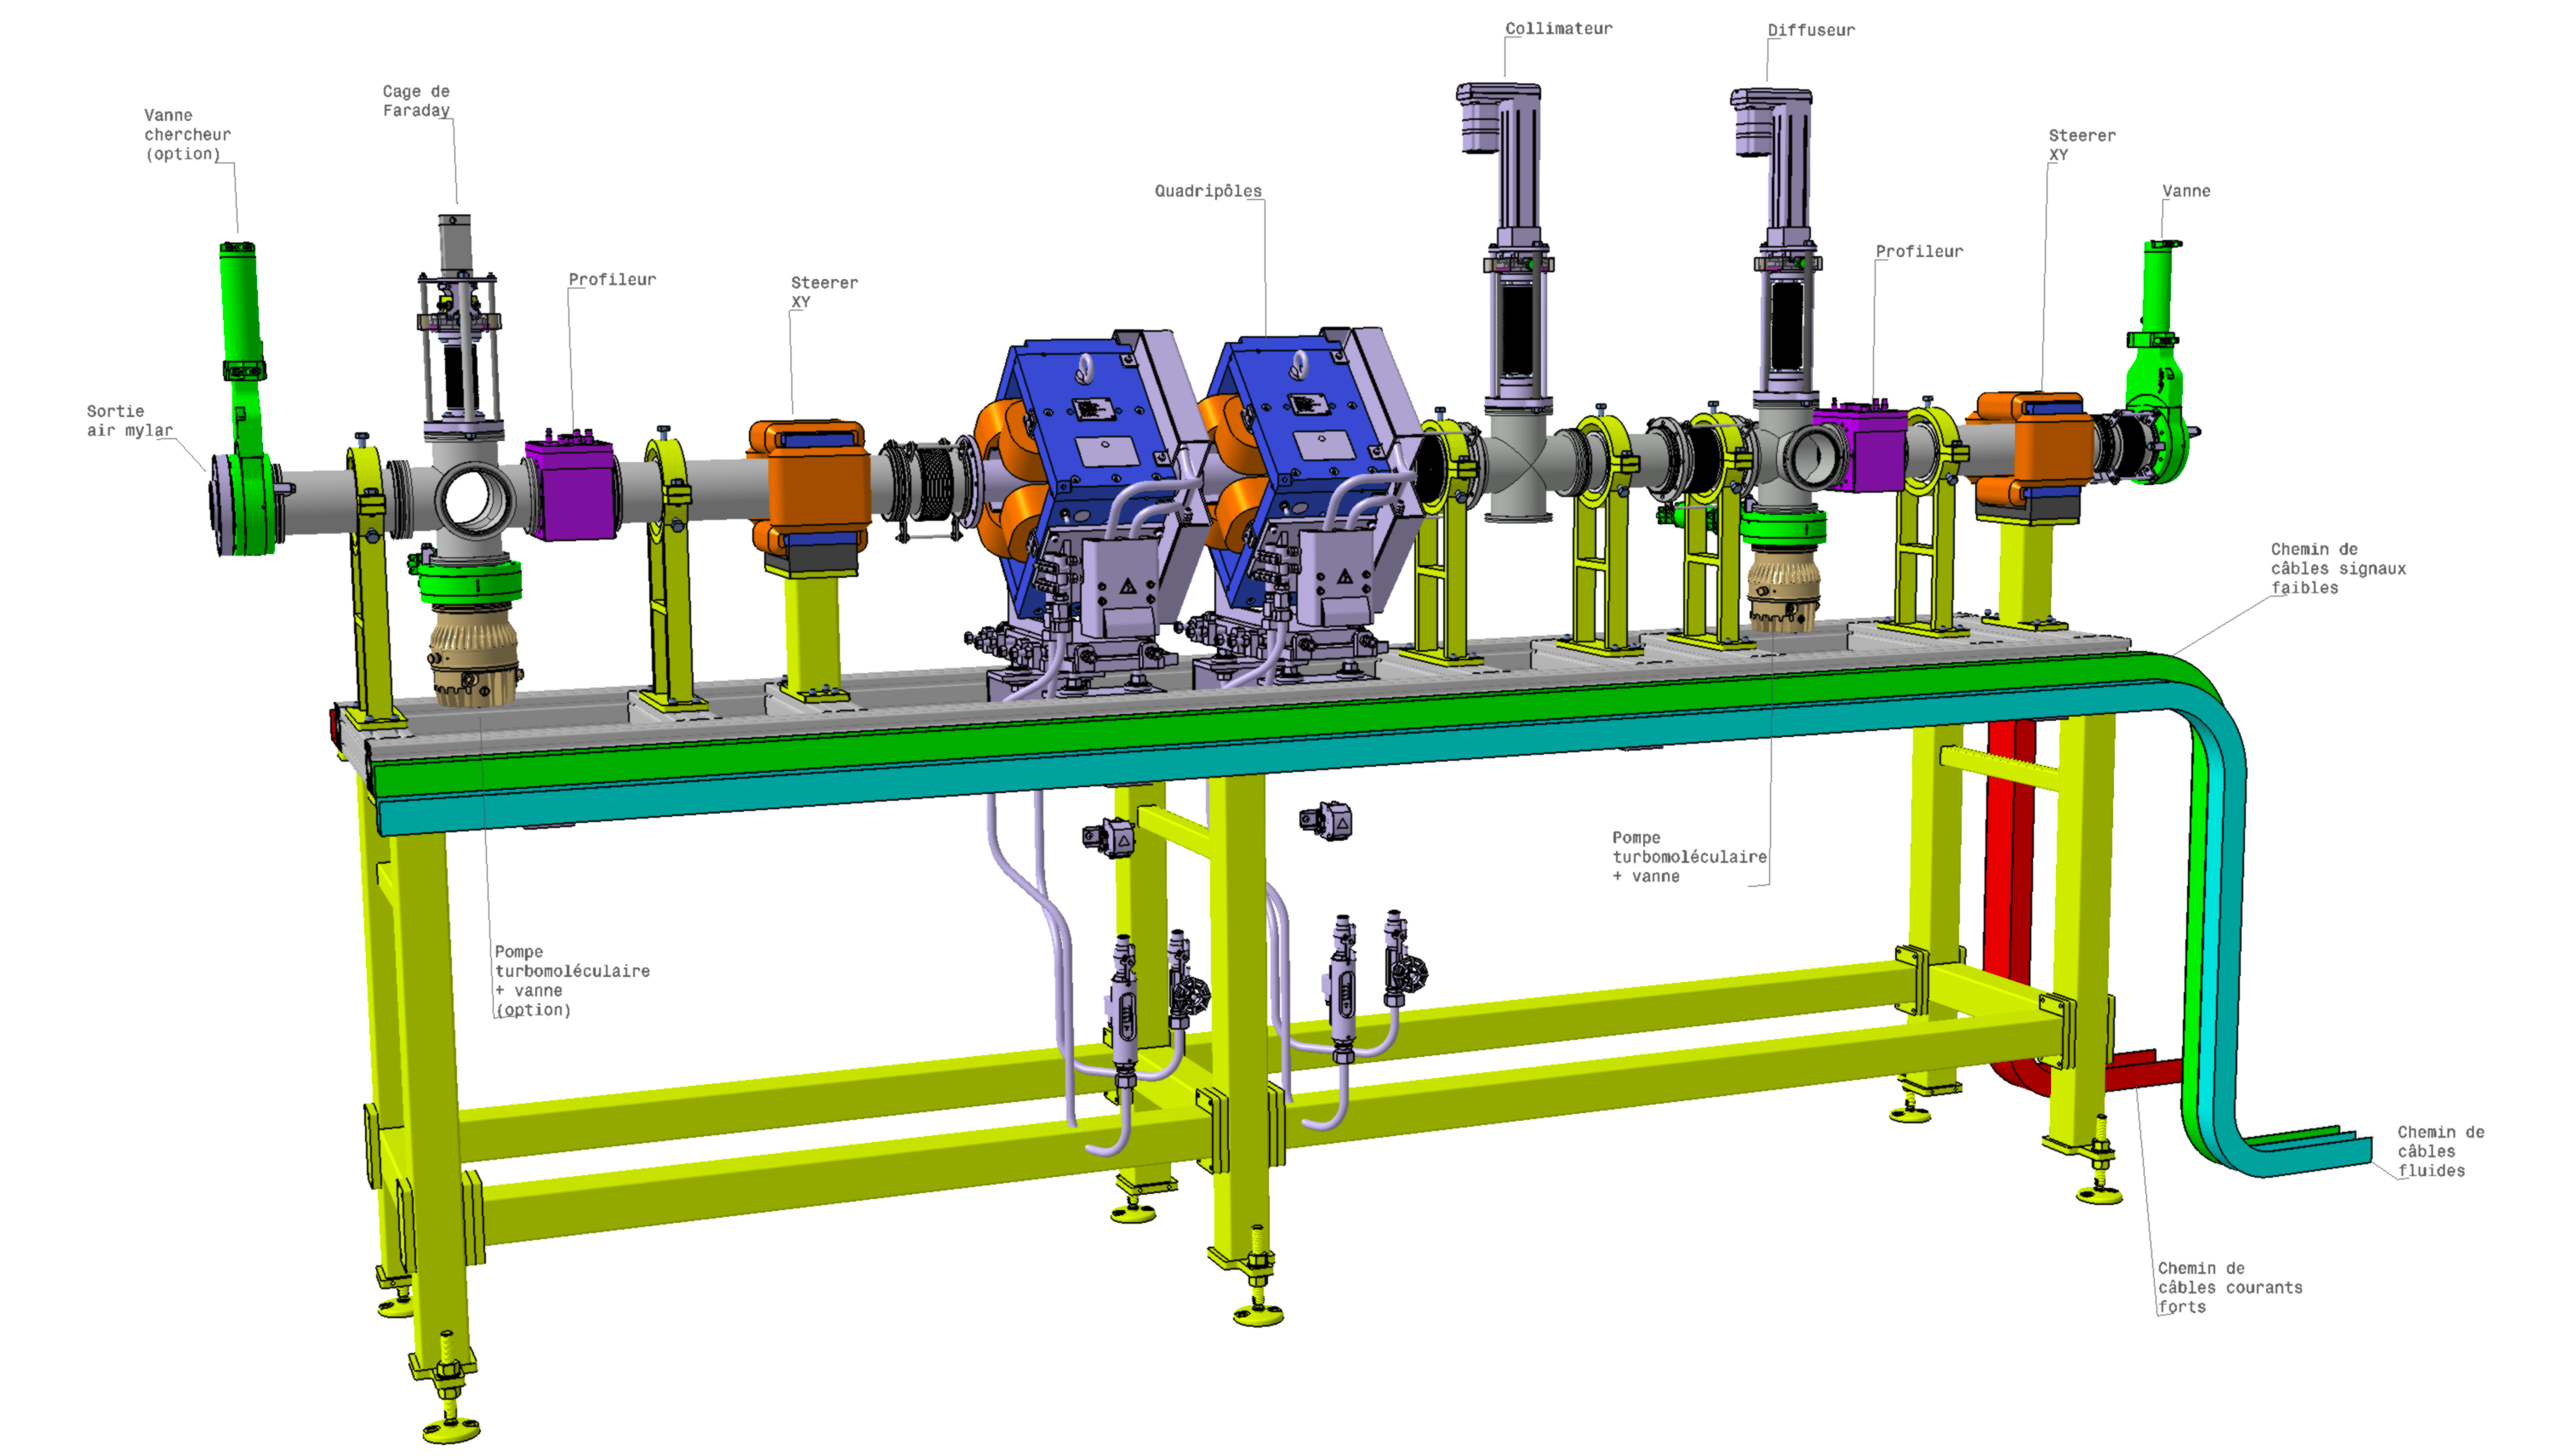 Collimateur
Diffuseur
Cage de
Faraday
Vanne
chercheur
(option)
Steerer
XY
Quadripôles
Vanne
Profileur
Profileur
Steerer
XY
Sortie
air mylar
Chemin de
câbles signaux
faibles
Pompe
turbomoléculaire
+ vanne
Pompe
turbomoléculaire
+ vanne
(option)
Chemin de
câbles
fluides
Chemin de
câbles courants
forts